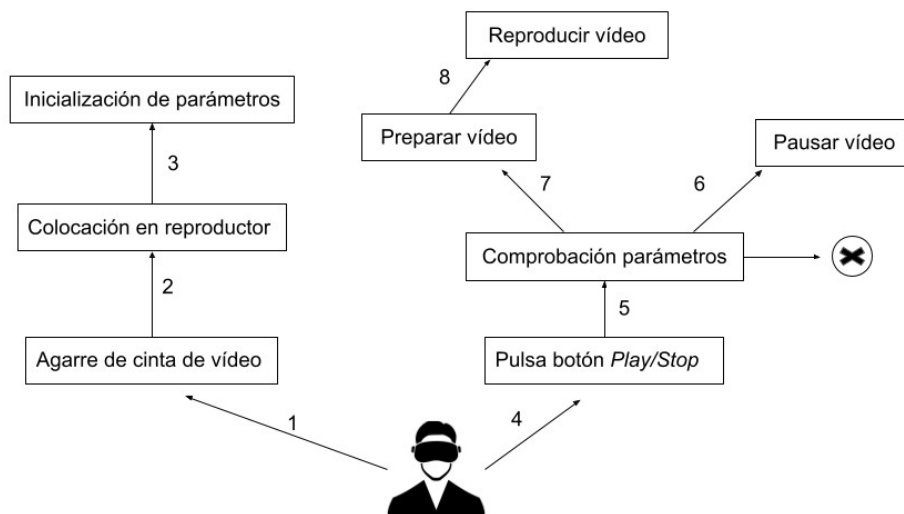 Reproducir vídeo
8
Inicialización de parámetros
Preparar vídeo
Pausar vídeo
3
7
6
Colocación en reproductor
Comprobación parámetros
2
5
Agarre de cinta de vídeo
Pulsa botón Play/Stop
1
4